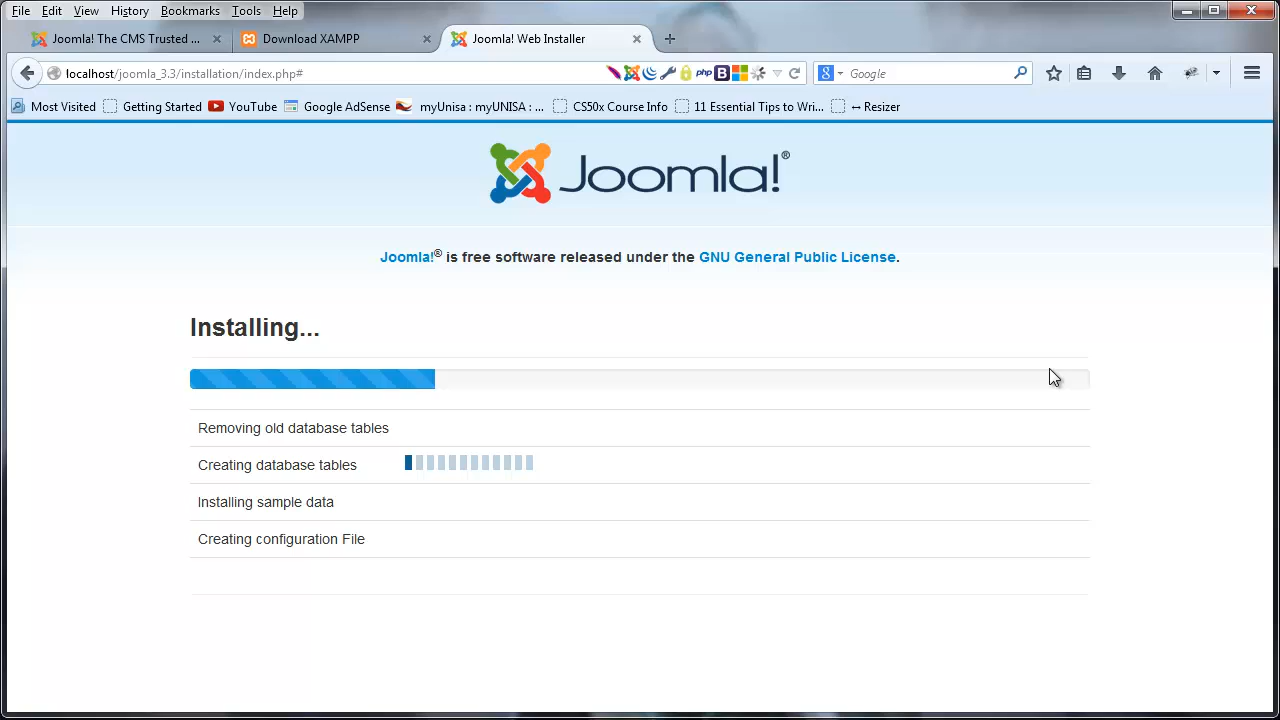 File Edit View History Bookmarks Tools Help
Joomla! The CMS Trusted ... Download XAMPP Joomla! Web Installer
localhost/joomla_3.3/installation/index.php# php B 8 Google
Most Visited Getting Started YouTube Google AdSense myUnisa : myUNISA : ... CS50x Course Info 11 Essential Tips to Wri... ↔ Resizer
Joomla!®
Joomla!® is free software released under the GNU General Public License.
Installing...
Removing old database tables
Creating database tables
Installing sample data
Creating configuration File